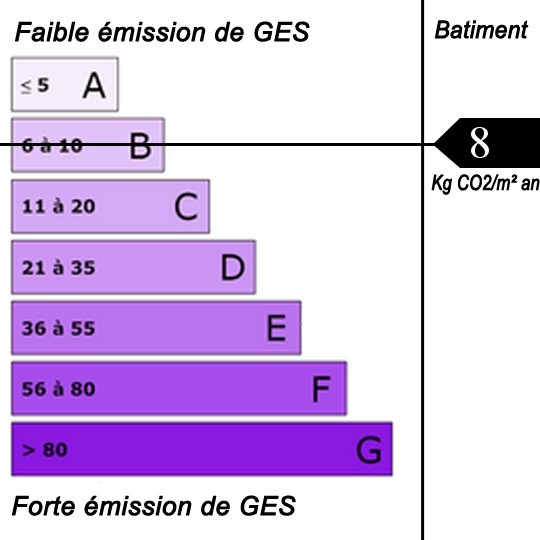 Faible émission de GES
Batiment
≤ 5 A
6 à 10 B
8
Kg CO2/m² an
11 à 20 C
21 à 35 D
36 à 55 E
56 à 80 F
> 80 G
Forte émission de GES